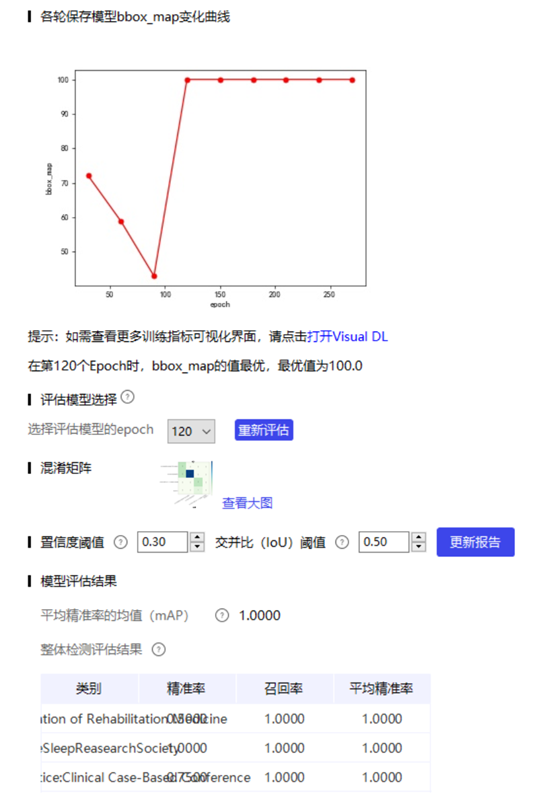 各轮保存模型bbox_map变化曲线
100
90
80
70
60
50
bbox_map
50 100 150 200 250
epoch
提示：如需查看更多训练指标可视化界面，请点击打开Visual DL
在第120个Epoch时，bbox_map的值最优，最优值为100.0
评估模型选择 ?
选择评估模型的epoch 120 重新评估
混淆矩阵
查看大图
置信度阈值 ? 0.30 交并比（IoU）阈值 ? 0.50 更新报告
模型评估结果
平均精准率的均值（mAP） ? 1.0000
整体检测评估结果 ?
类别 精准率 召回率 平均精准率
of Rehabilitation 1.0000 1.0000
eSleepReasearchSociety 1.0000 1.0000 1.0000
tice:Clinical Case-Based Conference 0.7500 1.0000 1.0000